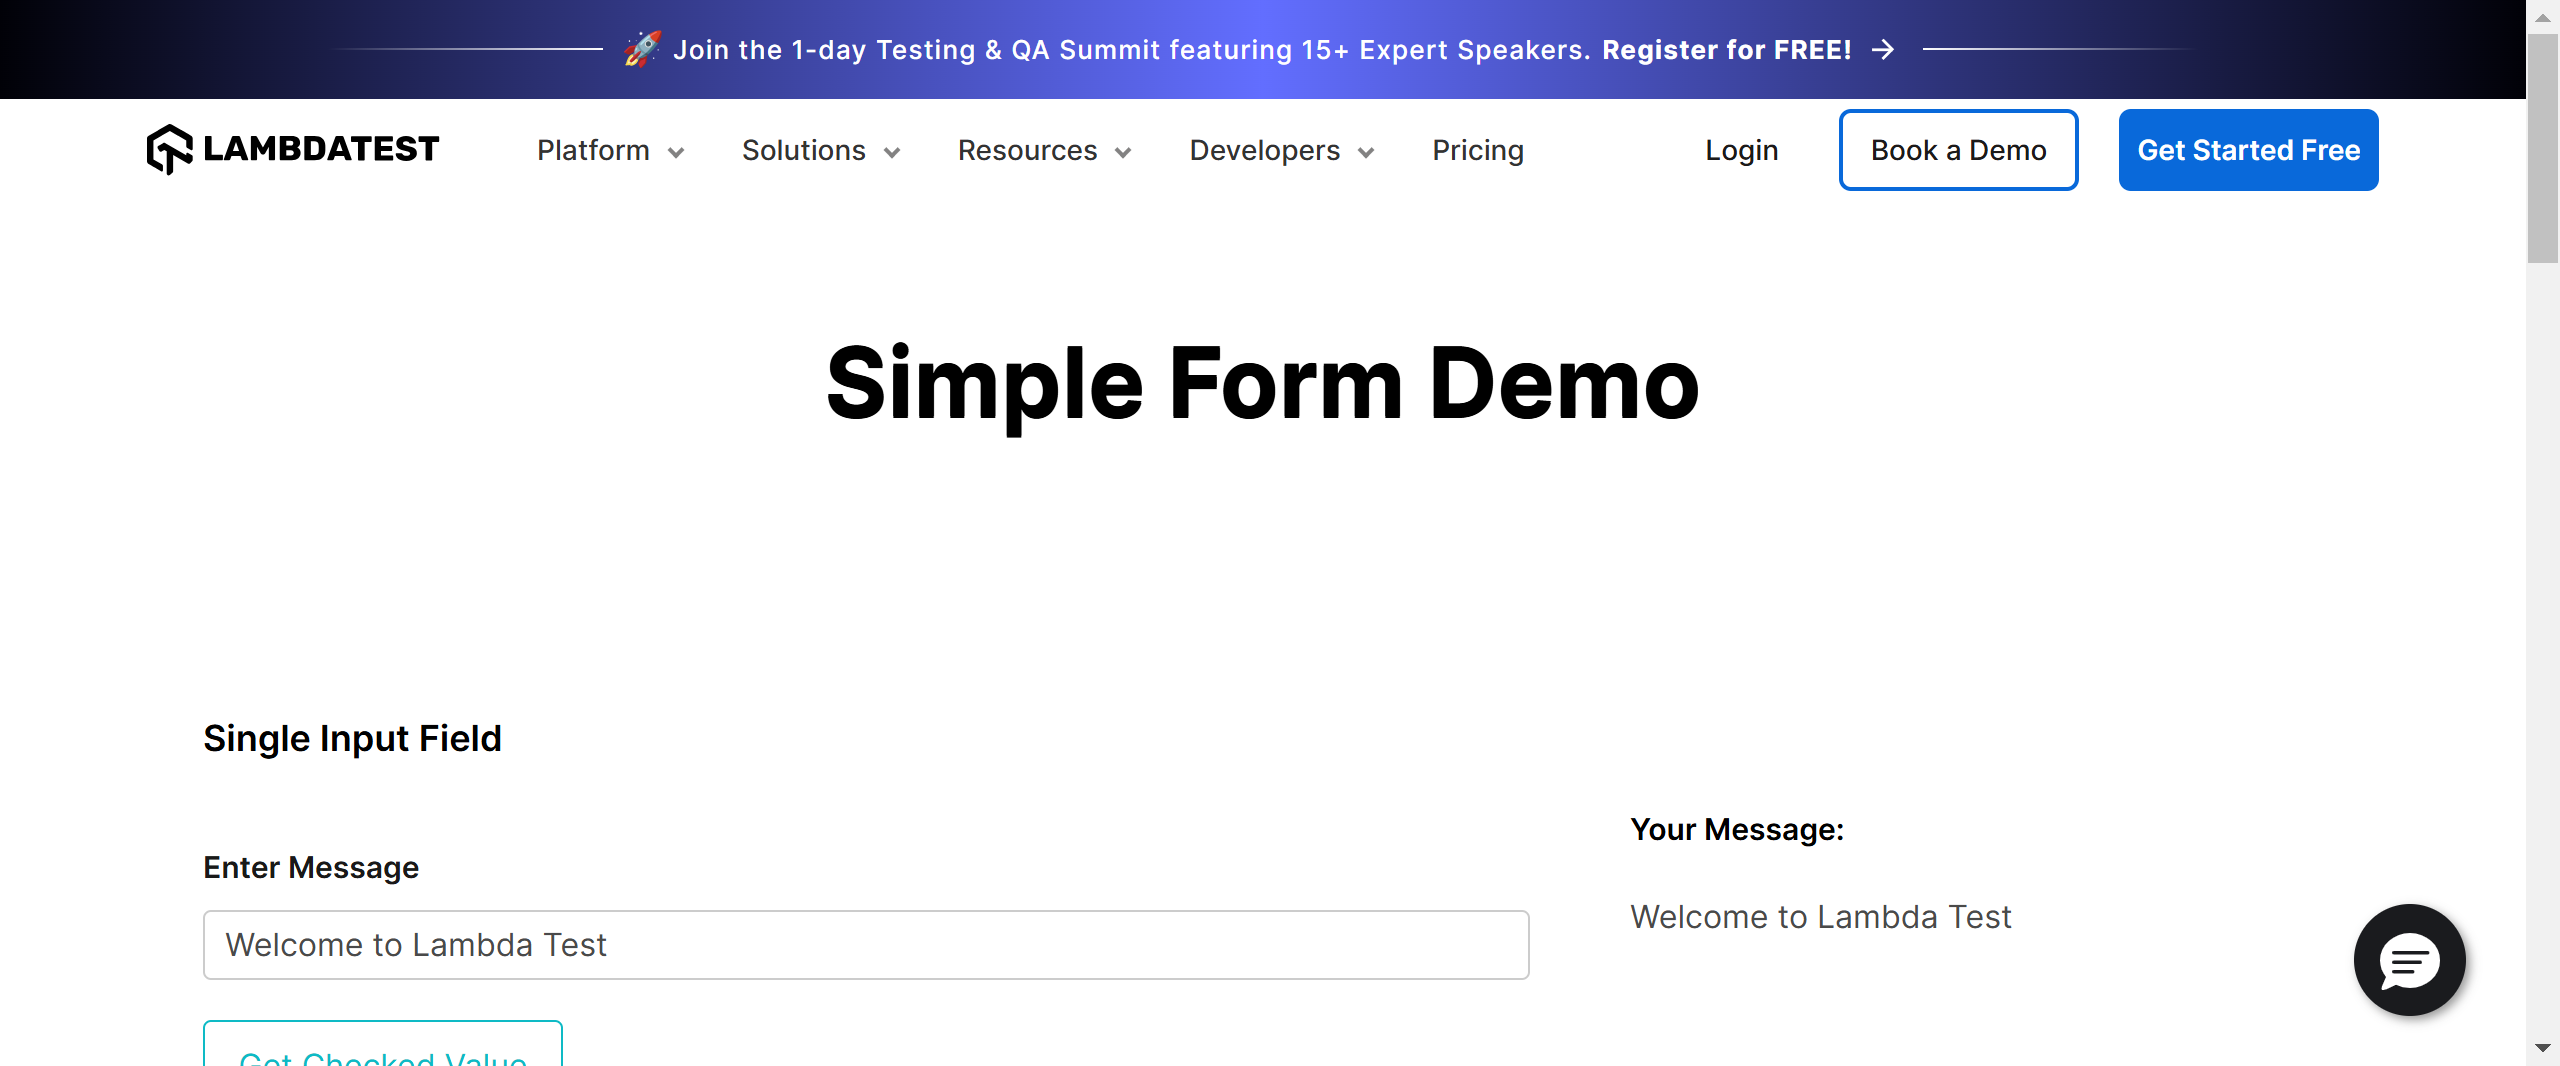 Join the 1-day Testing & QA Summit featuring 15+ Expert Speakers. Register for FREE!
LAMBDATEST
Platform
Solutions
Resources
Developers
Pricing
Login
Book a Demo
Get Started Free
Simple Form Demo
Single Input Field
Enter Message
Welcome to Lambda Test
Get Checked Value
Your Message:
Welcome to Lambda Test